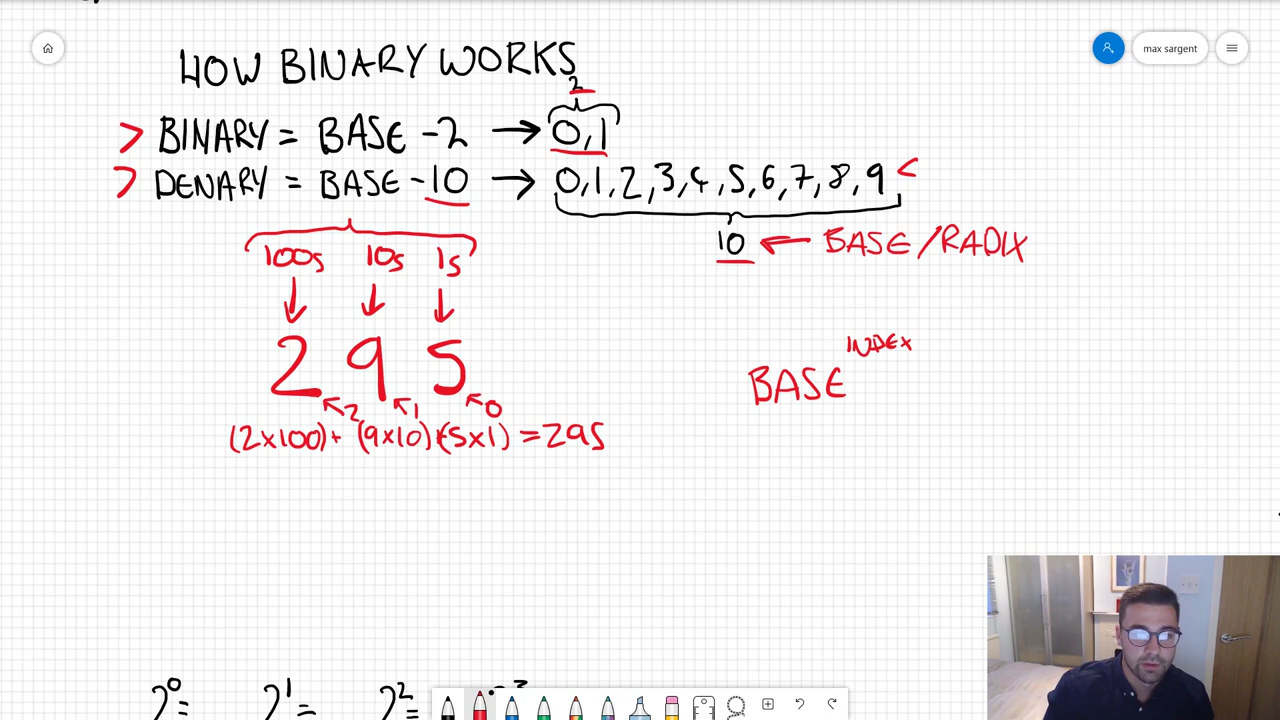 HOW BINARY WORKS
max sargent
2
> BINARY = BASE -2 → 0,1
> DENARY = BASE -10 → 0,1,2,3,4,5,6,7,8,9 <
10 ← BASE/RADIX
100s 10s 1s
2 9 5
2 1 0
(2x100)+ (9x10)+(5x1) = 295
BASE INDEX
2⁰= 2¹= 2²=